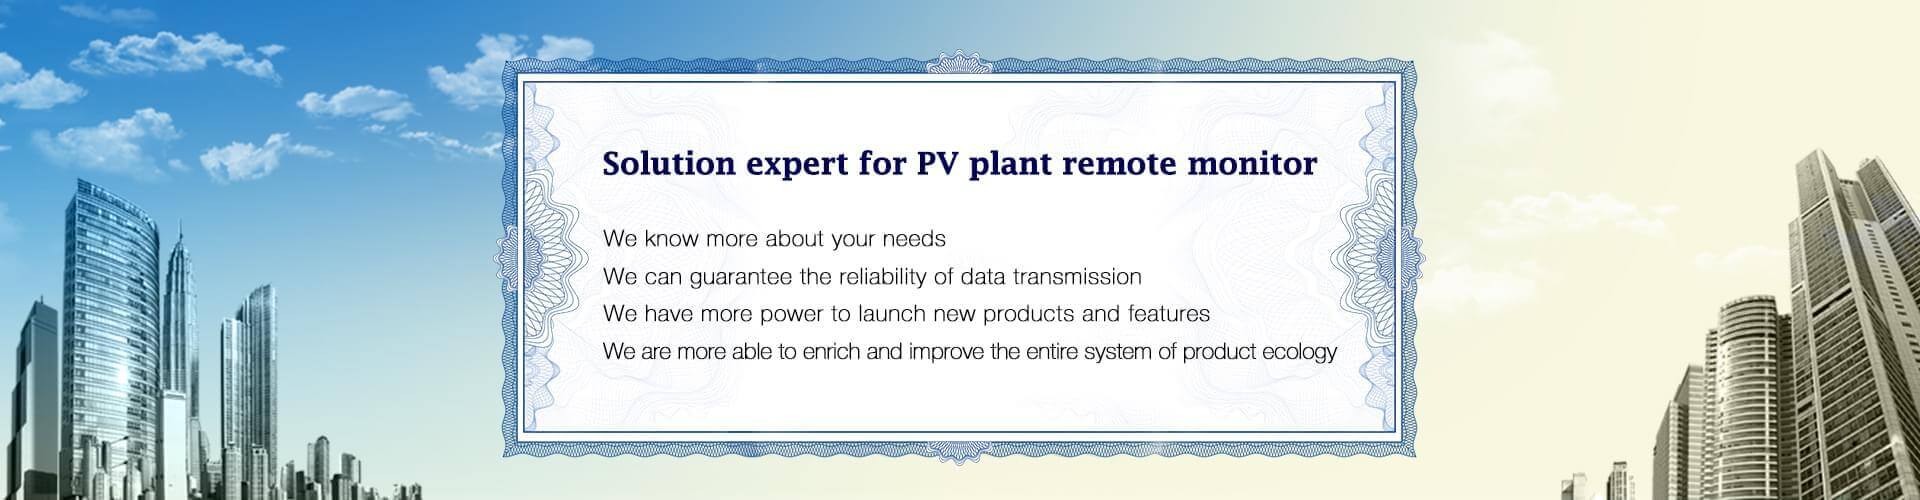 Solution expert for PV plant remote monitor
We know more about your needs
We can guarantee the reliability of data transmission
We have more power to launch new products and features
We are more able to enrich and improve the entire system of product ecology